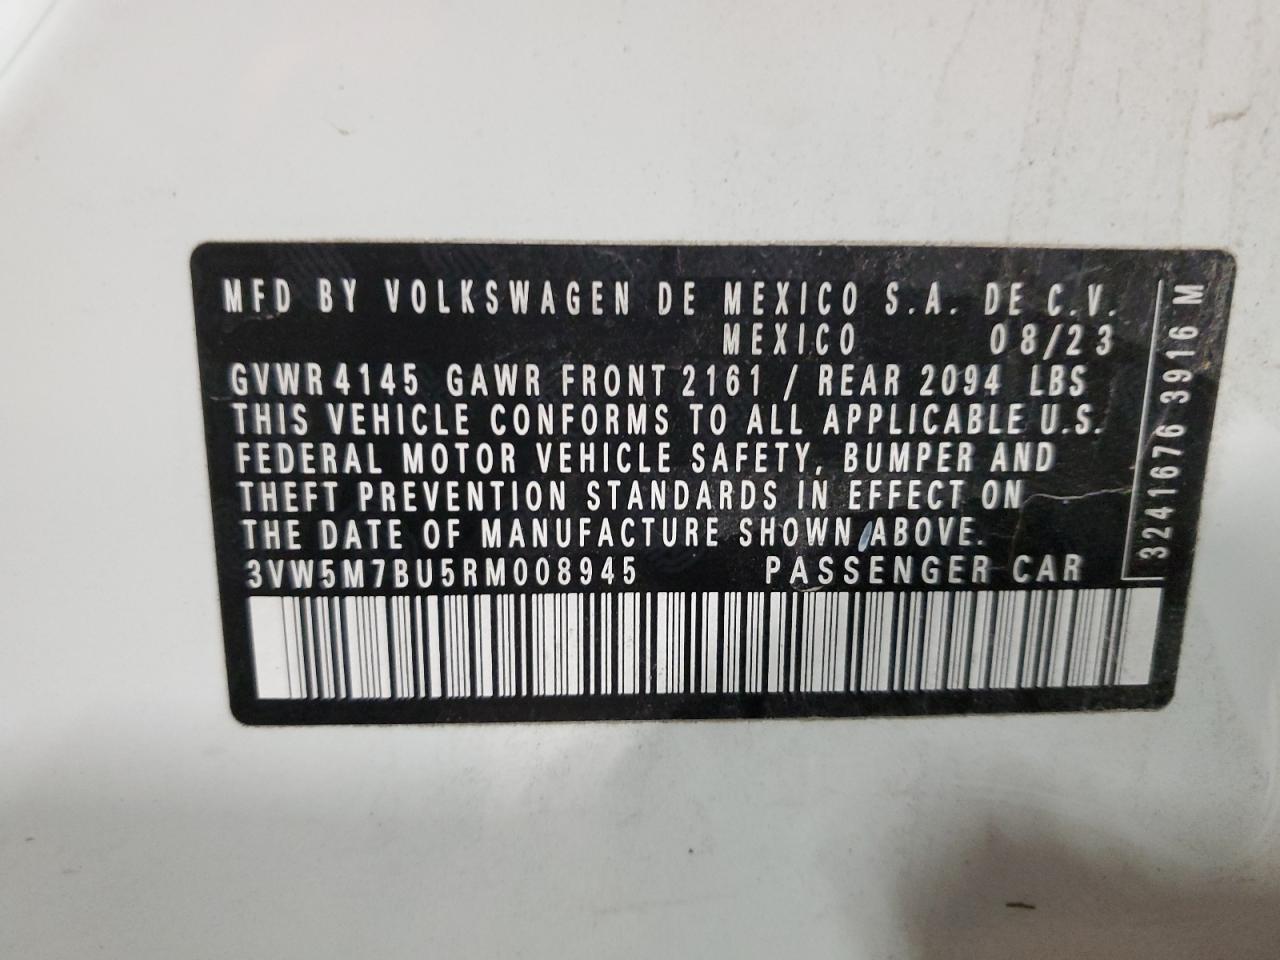 MFD BY VOLKSWAGEN DE MEXICO S.A. DE C.V.
MEXICO 08/23
GVWR 4145 GAWR FRONT 2161 / REAR 2094 LBS
THIS VEHICLE CONFORMS TO ALL APPLICABLE U.S.
FEDERAL MOTOR VEHICLE SAFETY, BUMPER AND
THEFT PREVENTION STANDARDS IN EFFECT ON
THE DATE OF MANUFACTURE SHOWN ABOVE.
3VW5M7BU5RM008945 PASSENGER CAR
3241676 3916 M